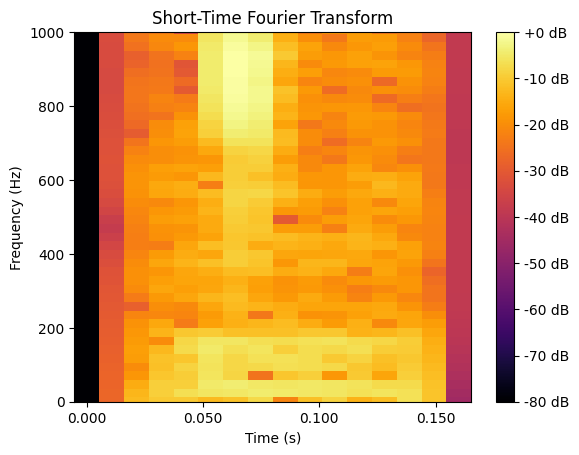 Short-Time Fourier Transform
Frequency (Hz)
1000
800
600
400
200
0
0.000
0.050
0.100
0.150
Time (s)
+0 dB
-10 dB
-20 dB
-30 dB
-40 dB
-50 dB
-60 dB
-70 dB
-80 dB